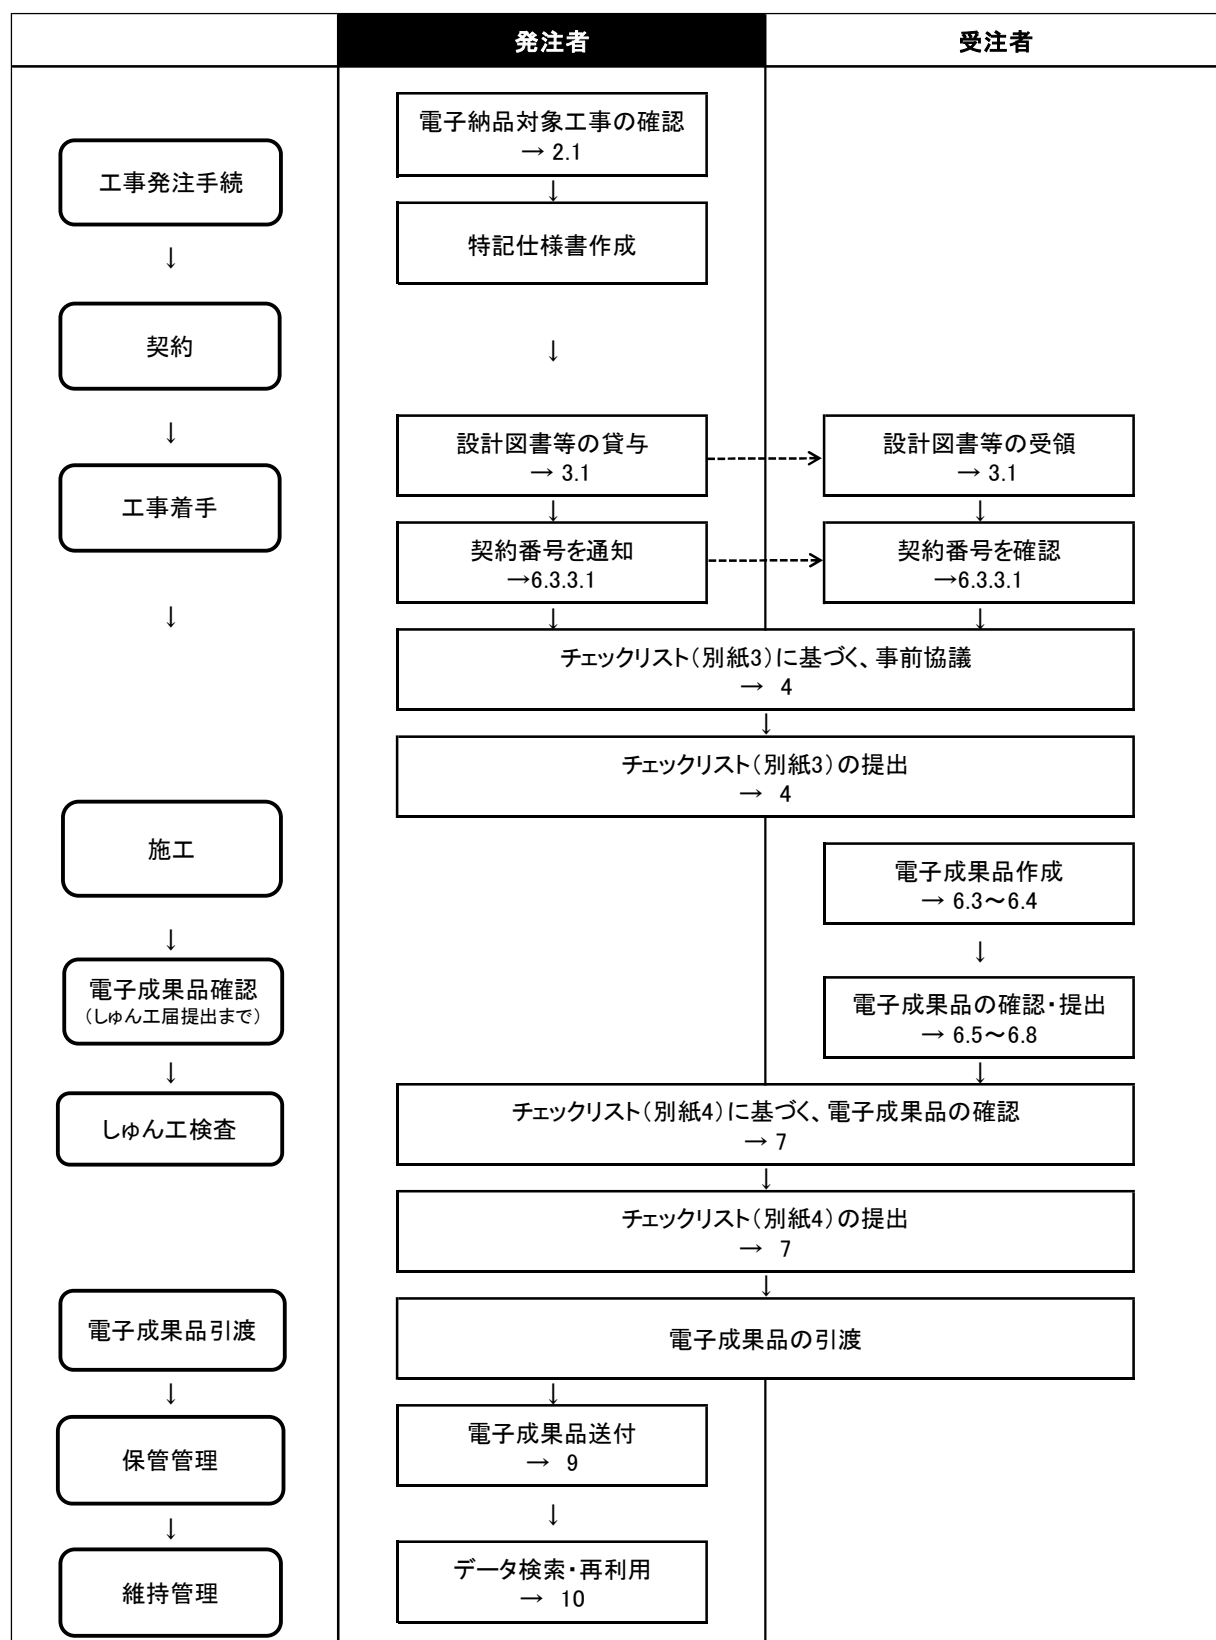 発注者
受注者
電子納品対象工事の確認
→ 2.1
工事発注手続
↓
特記仕様書作成
↓
契約
↓
↓
設計図書等の貸与
→ 3.1
設計図書等の受領
→ 3.1
工事着手
↓
↓
契約番号を通知
→6.3.3.1
契約番号を確認
→6.3.3.1
↓
↓
↓
チェックリスト(別紙3)に基づく、事前協議
→ 4
↓
チェックリスト(別紙3)の提出
→ 4
施工
電子成果品作成
→ 6.3~6.4
↓
↓
電子成果品確認
(しゅん工届提出まで)
電子成果品の確認・提出
→ 6.5~6.8
↓
↓
しゅん工検査
チェックリスト(別紙4)に基づく、電子成果品の確認
→ 7
↓
チェックリスト(別紙4)の提出
→ 7
↓
電子成果品引渡
電子成果品の引渡
↓
↓
保管管理
電子成果品送付
→ 9
↓
↓
維持管理
データ検索・再利用
→ 10